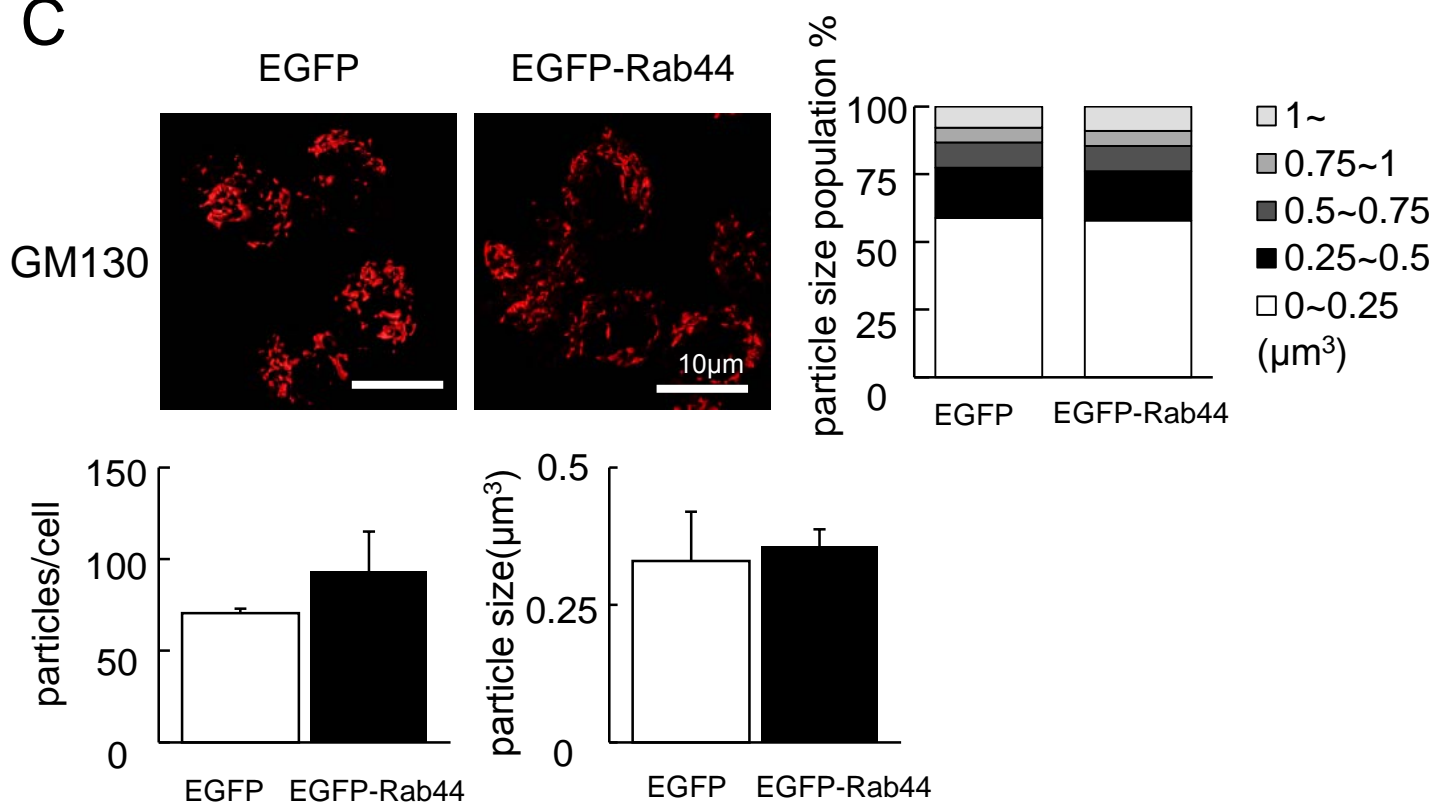 C
EGFP
EGFP-Rab44
GM130
10µm
particle size population %
100
75
50
25
0
EGFP
EGFP-Rab44
1~
0.75~1
0.5~0.75
0.25~0.5
0~0.25
(µm³)
particles/cell
150
100
50
0
EGFP
EGFP-Rab44
particle size(µm³)
0.5
0.25
0
EGFP
EGFP-Rab44